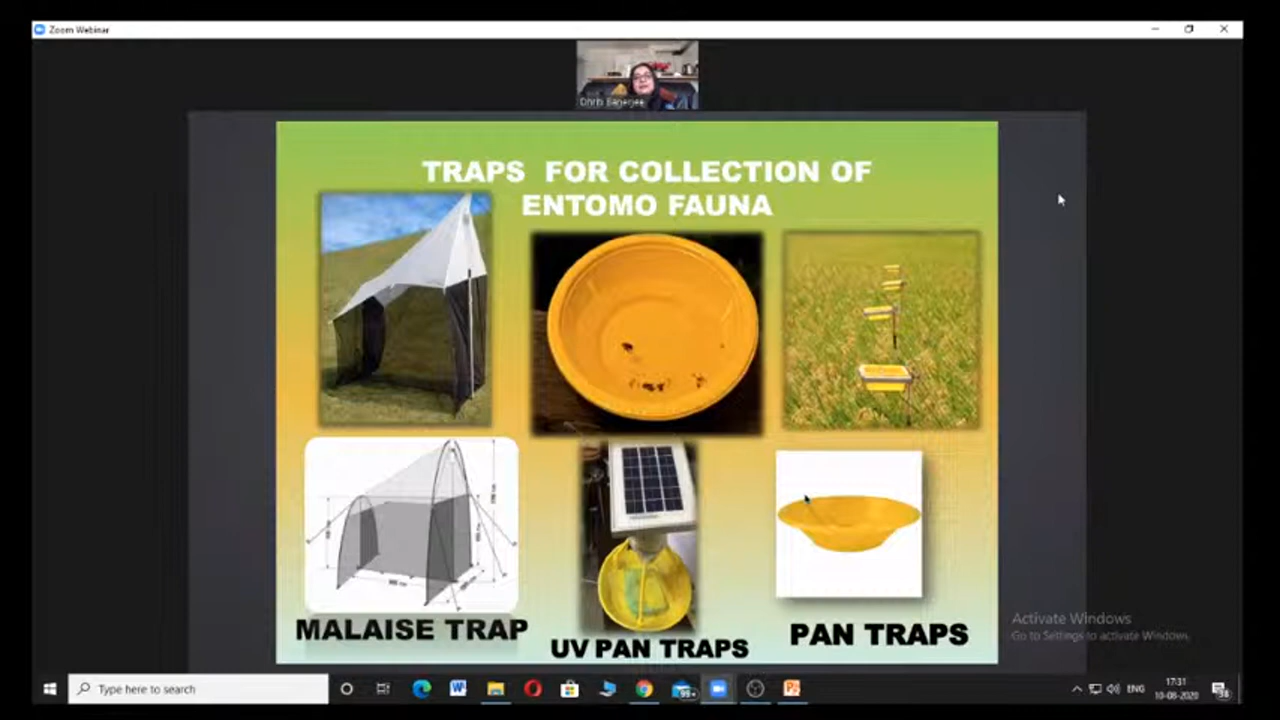 Zoom Webinar
TRAPS FOR COLLECTION OF
ENTOMO FAUNA
MALAISE TRAP
UV PAN TRAPS
PAN TRAPS
Activate Windows
Go to Settings to activate Windows.
Type here to search
99+
ENG
17:31
10-08-2020